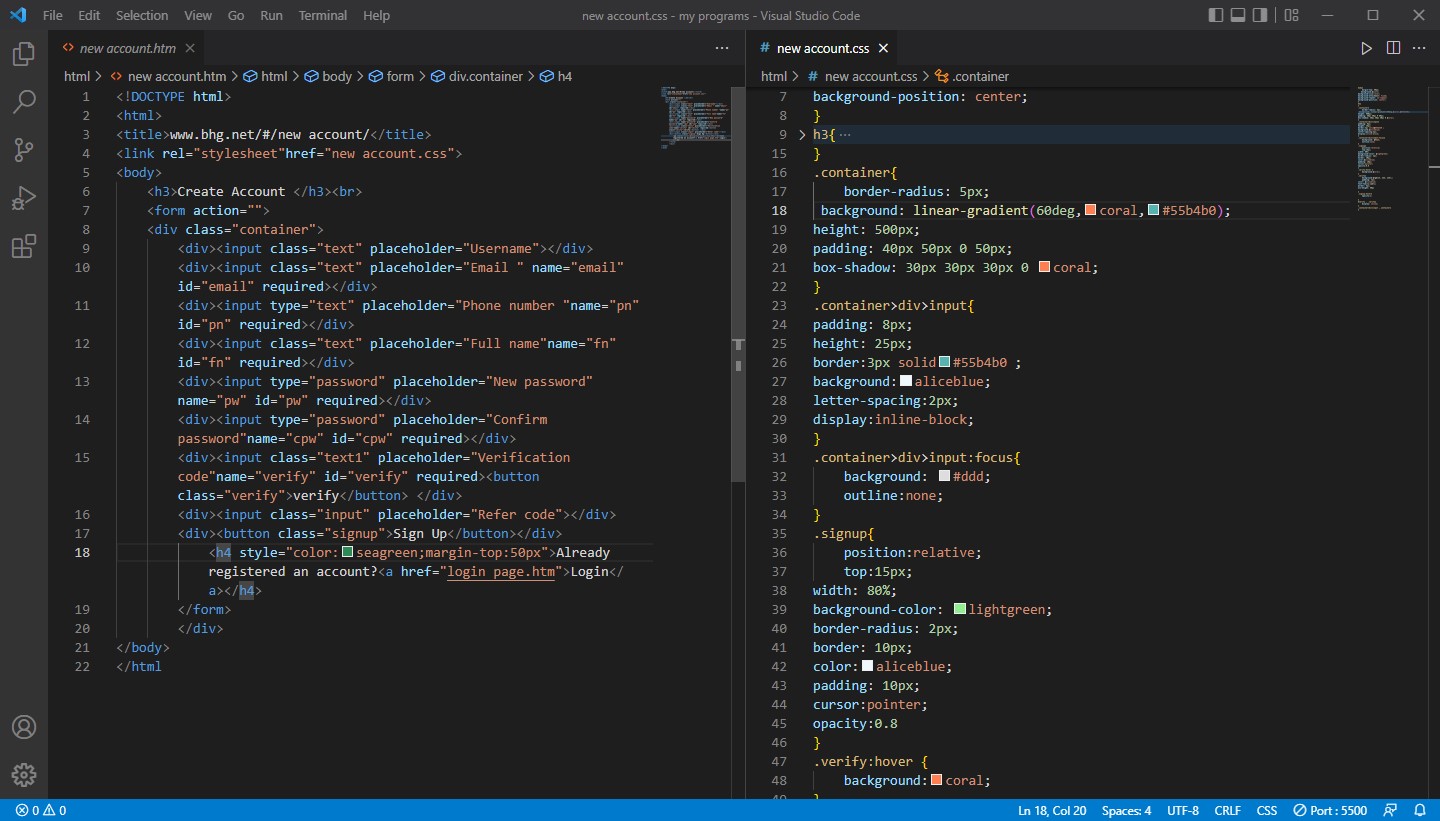 File Edit Selection View Go Run Terminal Help
new account.css - my programs - Visual Studio Code
new account.htm
html > new account.htm > html > body > form > div.container > h4
1 <!DOCTYPE html>
2 <html>
3 <title>www.bhg.net/#/new account/</title>
4 <link rel="stylesheet"href="new account.css">
5 <body>
6 <h3>Create Account </h3><br>
7 <form action="">
8 <div class="container">
9 <div><input class="text" placeholder="Username"></div>
10 <div><input class="text" placeholder="Email " name="email"
id="email" required></div>
11 <div><input type="text" placeholder="Phone number "name="pn"
id="pn" required></div>
12 <div><input class="text" placeholder="Full name"name="fn"
id="fn" required></div>
13 <div><input type="password" placeholder="New password"
name="pw" id="pw" required></div>
14 <div><input type="password" placeholder="Confirm
password"name="cpw" id="cpw" required></div>
15 <div><input class="text1" placeholder="Verification
code"name="verify" id="verify" required><button
class="verify">verify</button> </div>
16 <div><input class="input" placeholder="Refer code"></div>
17 <div><button class="signup">Sign Up</button></div>
18 <h4 style="color:seagreen;margin-top:50px">Already
registered an account?<a href="login page.htm">Login</
a></h4>
19 </form>
20 </div>
21 </body>
22 </html
# new account.css
html > # new account.css > .container
7 background-position: center;
8 }
9 h3{ ...
15 }
16 .container{
17 border-radius: 5px;
18 background: linear-gradient(60deg,coral,#55b4b0);
19 height: 500px;
20 padding: 40px 50px 0 50px;
21 box-shadow: 30px 30px 30px 0 coral;
22 }
23 .container>div>input{
24 padding: 8px;
25 height: 25px;
26 border:3px solid#55b4b0 ;
27 background:aliceblue;
28 letter-spacing:2px;
29 display:inline-block;
30 }
31 .container>div>input:focus{
32 background: #ddd;
33 outline:none;
34 }
35 .signup{
36 position:relative;
37 top:15px;
38 width: 80%;
39 background-color: lightgreen;
40 border-radius: 2px;
41 border: 10px;
42 color:aliceblue;
43 padding: 10px;
44 cursor:pointer;
45 opacity:0.8
46 }
47 .verify:hover {
48 background:coral;
49 }
0 0
Ln 18, Col 20 Spaces: 4 UTF-8 CRLF CSS Port : 5500